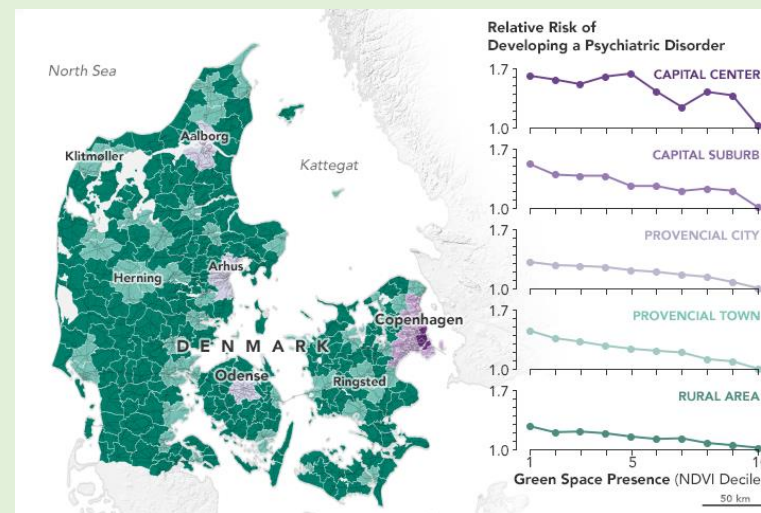 Relative Risk of
Developing a Psychiatric Disorder
North Sea
Kattegat
Aalborg
Klitmøller
Herning
Arhus
Copenhagen
DENMARK
Odense
Ringsted
1.7
CAPITAL CENTER
1.0
1.7
CAPITAL SUBURB
1.0
1.7
PROVENCIAL CITY
1.0
1.7
PROVENCIAL TOWN
1.0
1.7
RURAL AREA
1.0
1 5 1
Green Space Presence (NDVI Decile
50 km